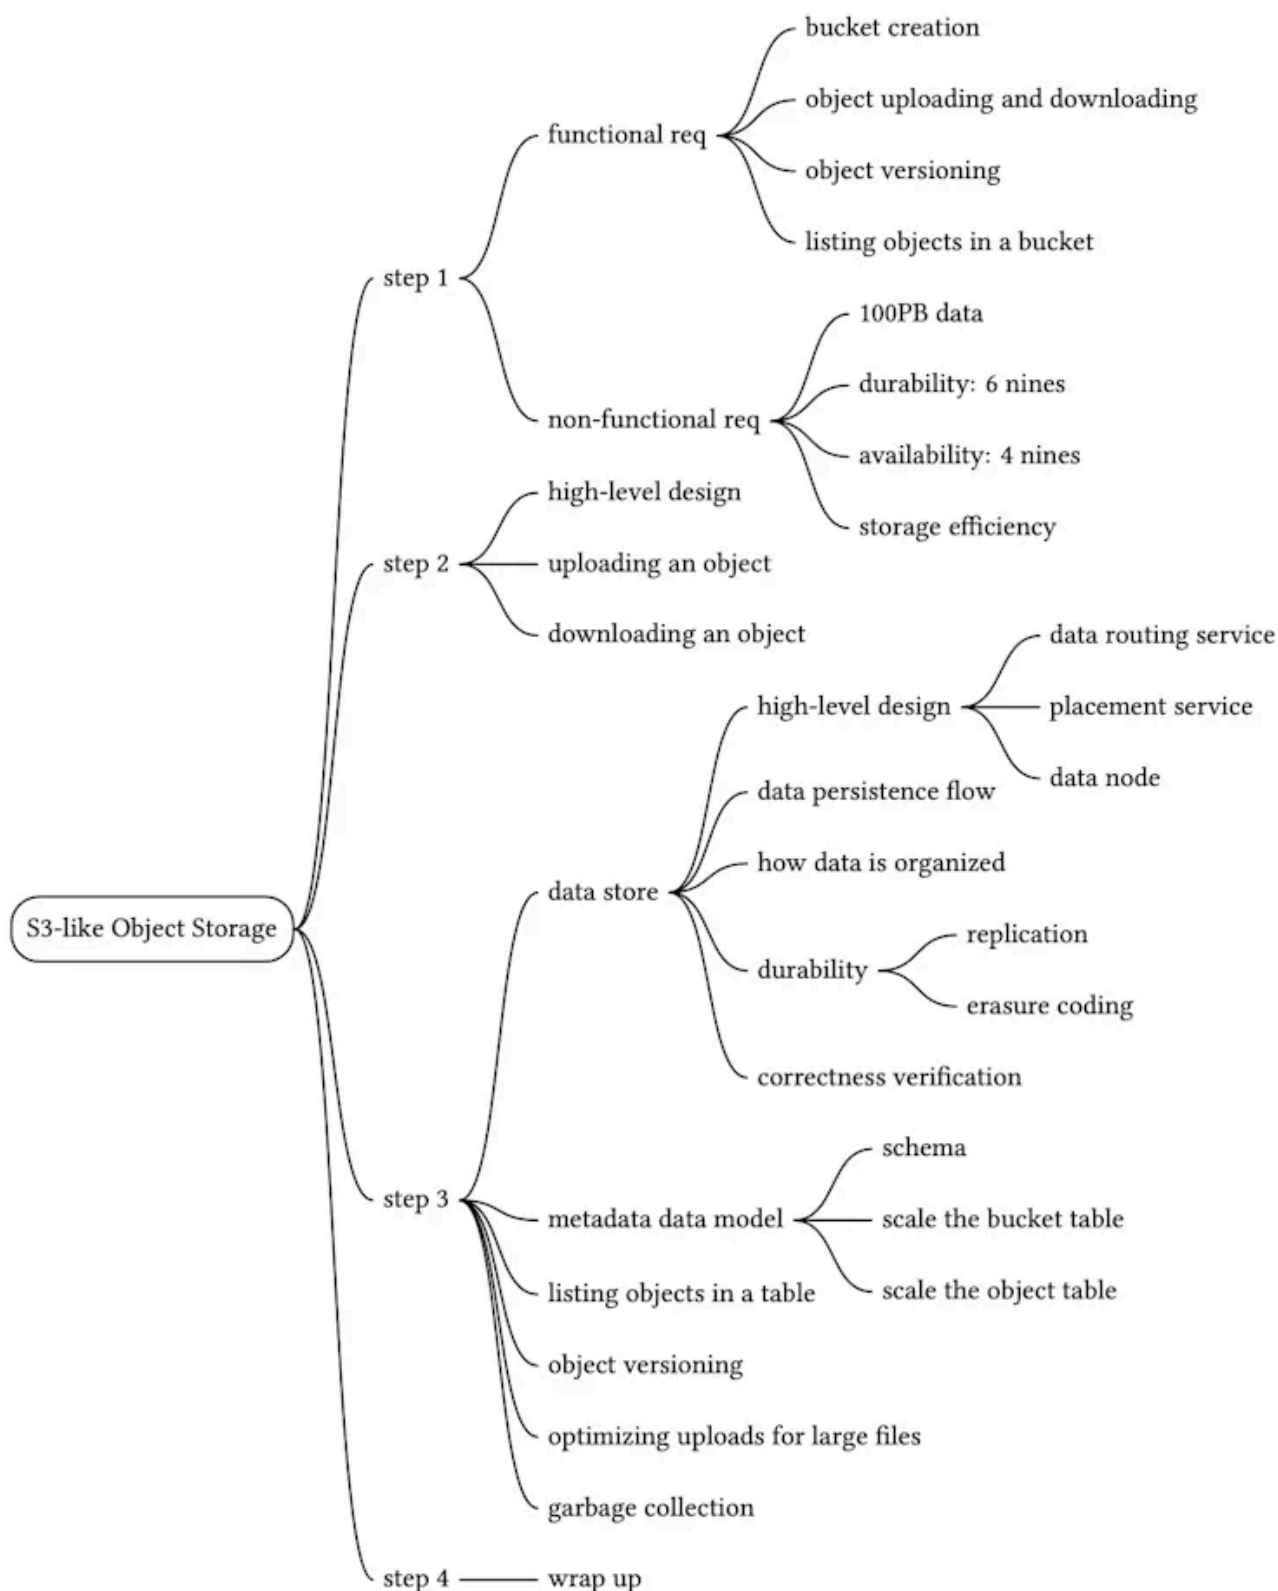 bucket creation
object uploading and downloading
functional req
object versioning
listing objects in a bucket
step 1
100PB data
durability: 6 nines
non-functional req
availability: 4 nines
storage efficiency
high-level design
step 2
uploading an object
downloading an object
data routing service
high-level design
placement service
data node
data persistence flow
how data is organized
data store
replication
durability
erasure coding
correctness verification
S3-like Object Storage
schema
step 3
metadata data model
scale the bucket table
scale the object table
listing objects in a table
object versioning
optimizing uploads for large files
garbage collection
step 4
wrap up